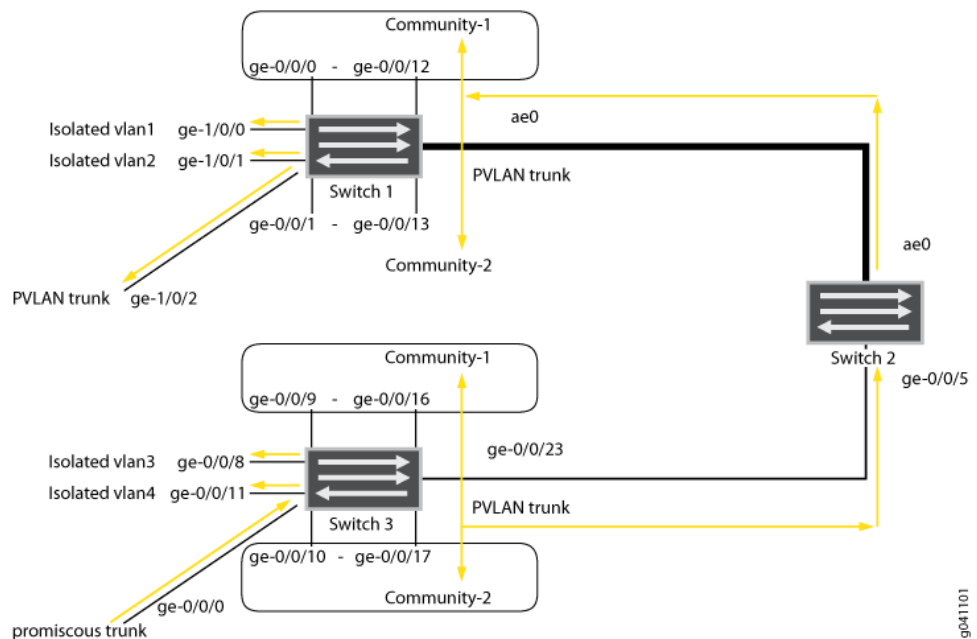 Community-1
ge-0/0/0 - ge-0/0/12
ae0
Isolated vlan1 ge-1/0/0
Isolated vlan2 ge-1/0/1
PVLAN trunk
Switch 1
ge-0/0/1 - ge-0/0/13
ae0
Community-2
PVLAN trunk ge-1/0/2
Switch 2
Community-1
ge-0/0/5
ge-0/0/9 - ge-0/0/16
ge-0/0/23
Isolated vlan3 ge-0/0/8
Isolated vlan4 ge-0/0/11
PVLAN trunk
Switch 3
ge-0/0/10 - ge-0/0/17
Community-2
ge-0/0/0
promiscous trunk
g041101